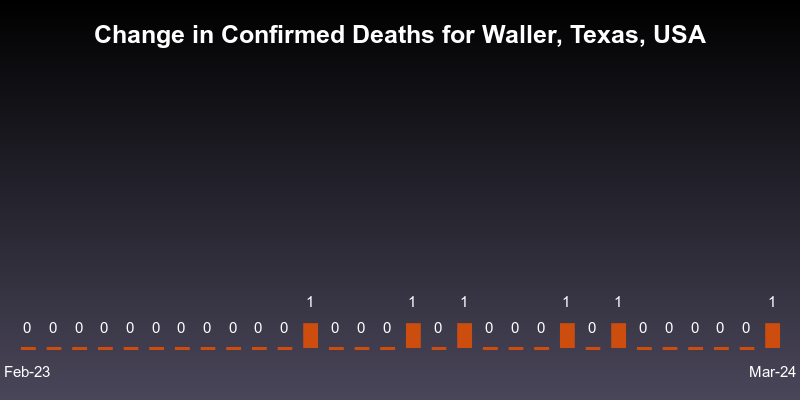 Change in Confirmed Deaths for Waller, Texas, USA
1 1 1 1 1 1
0 0 0 0 0 0 0 0 0 0 0 0 0 0 0 0 0 0 0 0 0 0 0 0
Feb-23 Mar-24